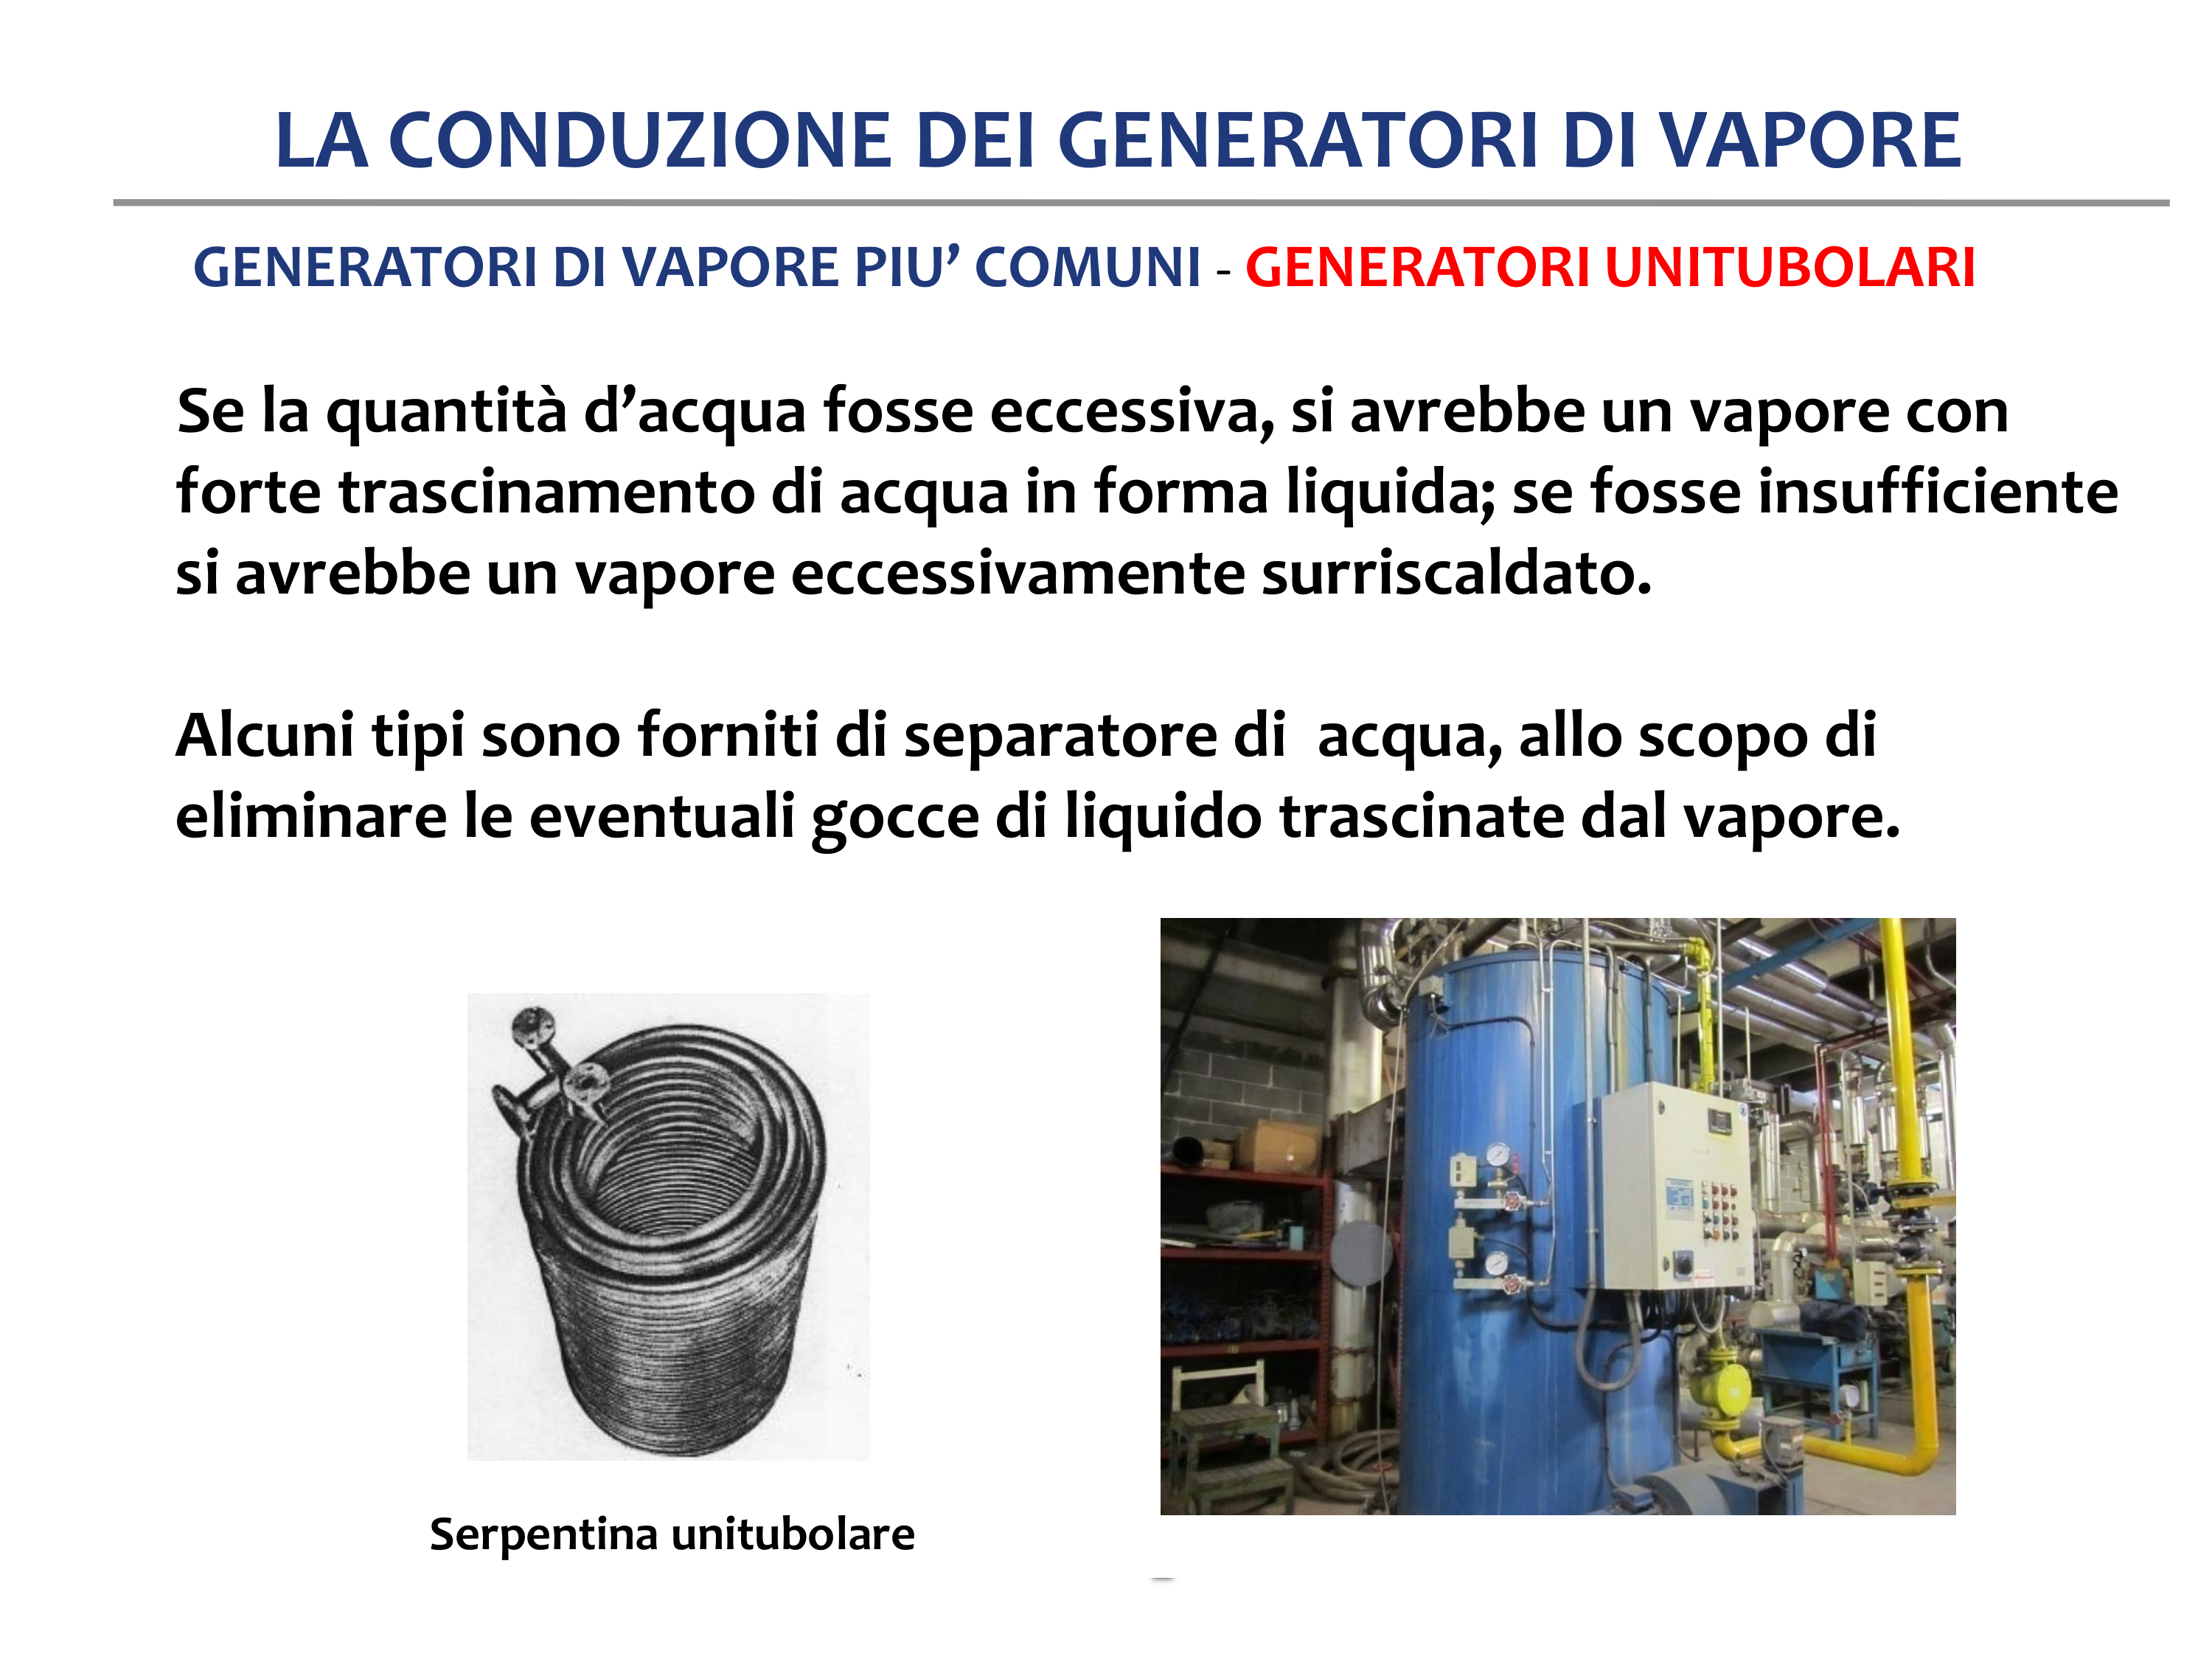 LA CONDUZIONE DEI GENERATORI DI VAPORE
GENERATORI DI VAPORE PIU’ COMUNI - GENERATORI UNITUBOLARI
Se la quantità d’acqua fosse eccessiva, si avrebbe un vapore con
forte trascinamento di acqua in forma liquida; se fosse insufficiente
si avrebbe un vapore eccessivamente surriscaldato.
Alcuni tipi sono forniti di separatore di  acqua, allo scopo di
eliminare le eventuali gocce di liquido trascinate dal vapore.
Serpentina unitubolare